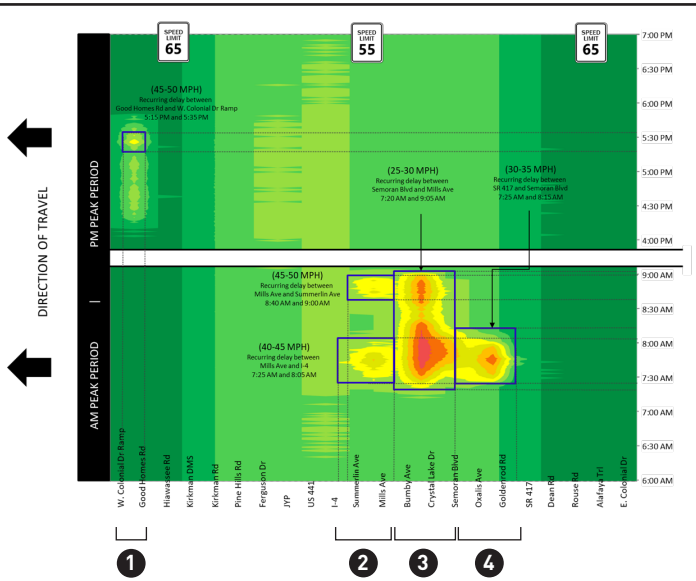 SPEED
LIMIT
65
SPEED
LIMIT
55
SPEED
LIMIT
65
7:00 PM
6:30 PM
6:00 PM
5:30 PM
5:00 PM
4:30 PM
4:00 PM
9:00 AM
8:30 AM
8:00 AM
7:30 AM
7:00 AM
6:30 AM
6:00 AM
DIRECTION OF TRAVEL
PM PEAK PERIOD
|
AM PEAK PERIOD
(45-50 MPH)
Recurring delay between
Good Homes Rd and W. Colonial Dr Ramp
5:15 PM and 5:35 PM
(25-30 MPH)
Recurring delay between
Semoran Blvd and Mills Ave
7:20 AM and 9:05 AM
(30-35 MPH)
Recurring delay between
SR 417 and Semoran Blvd
7:25 AM and 8:15 AM
(45-50 MPH)
Recurring delay between
Mills Ave and Summerlin Ave
8:40 AM and 9:00 AM
(40-45 MPH)
Recurring delay between
Mills Ave and I-4
7:25 AM and 8:05 AM
W. Colonial Dr Ramp
Good Homes Rd
Hiawassee Rd
Kirkman DMS
Kirkman Rd
Pine Hills Rd
Ferguson Dr
JYP
US 441
I-4
Summerlin Ave
Mills Ave
Bumby Ave
Crystal Lake Dr
Semoran Blvd
Oxalis Ave
Goldenrod Rd
SR 417
Dean Rd
Rouse Rd
Alafaya Trl
E. Colonial Dr
1
2
3
4